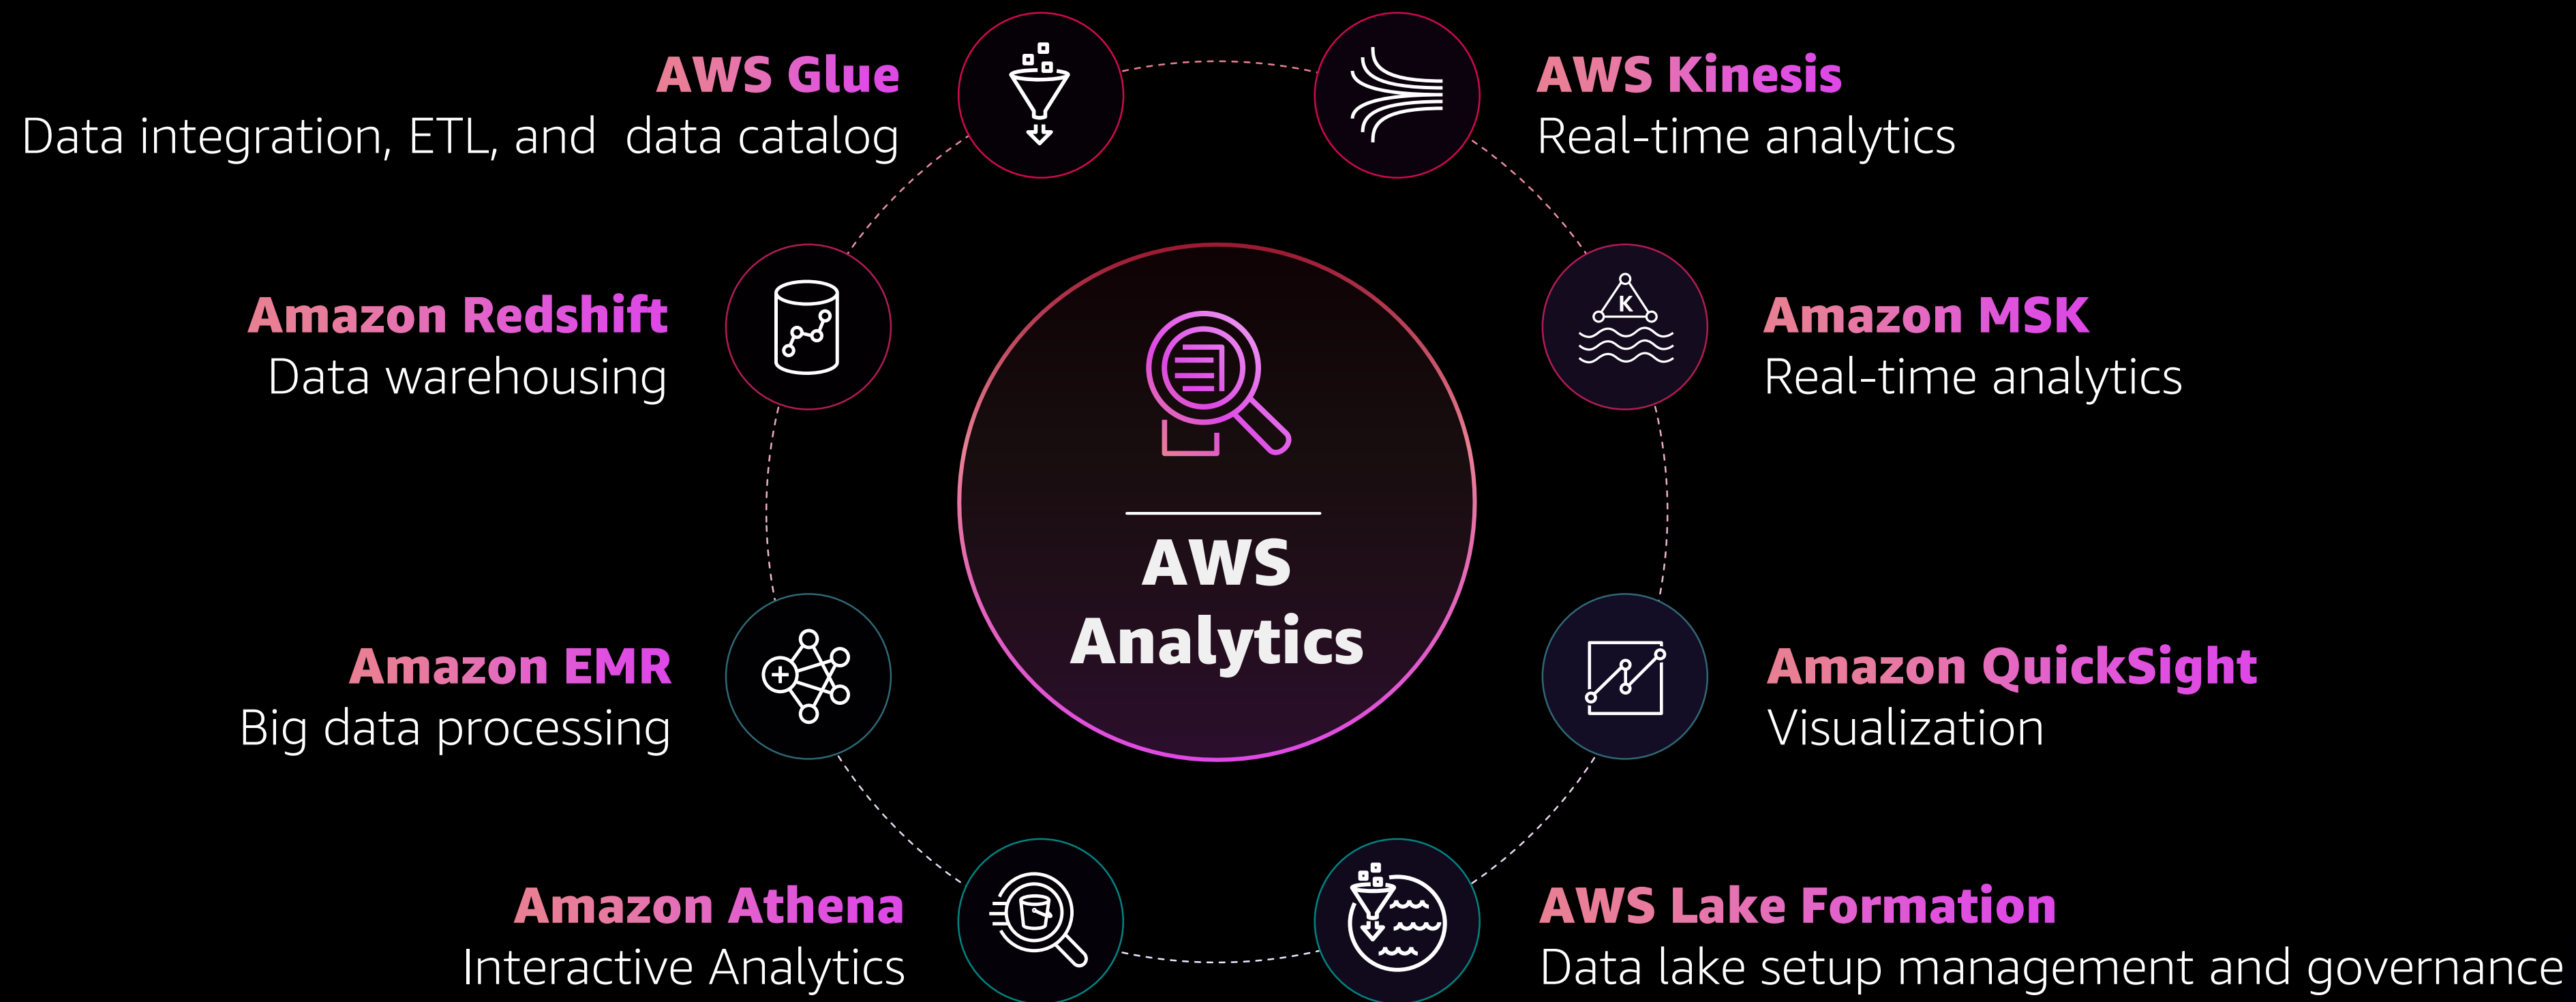 AWS Glue
Data integration, ETL, and  data catalog
AWS Kinesis
Real-time analytics
Amazon Redshift
Data warehousing
K
Amazon MSK
Real-time analytics
AWS
Analytics
Amazon EMR
Big data processing
Amazon QuickSight
Visualization
Amazon Athena
Interactive Analytics
AWS Lake Formation
Data lake setup management and governance